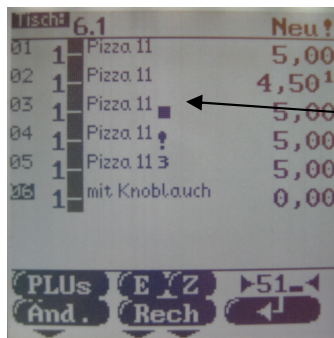 Tisch: 6.1 Neu!
01 1 Pizza 11 5,00
02 1 Pizza 11 4,50¹
03 1 Pizza 11 ■ 5,00
04 1 Pizza 11 ! 5,00
05 1 Pizza 11 3 5,00
06 1 mit Knoblauch 0,00
PLUs E/Z ►51_◄
Änd. Rech ↵